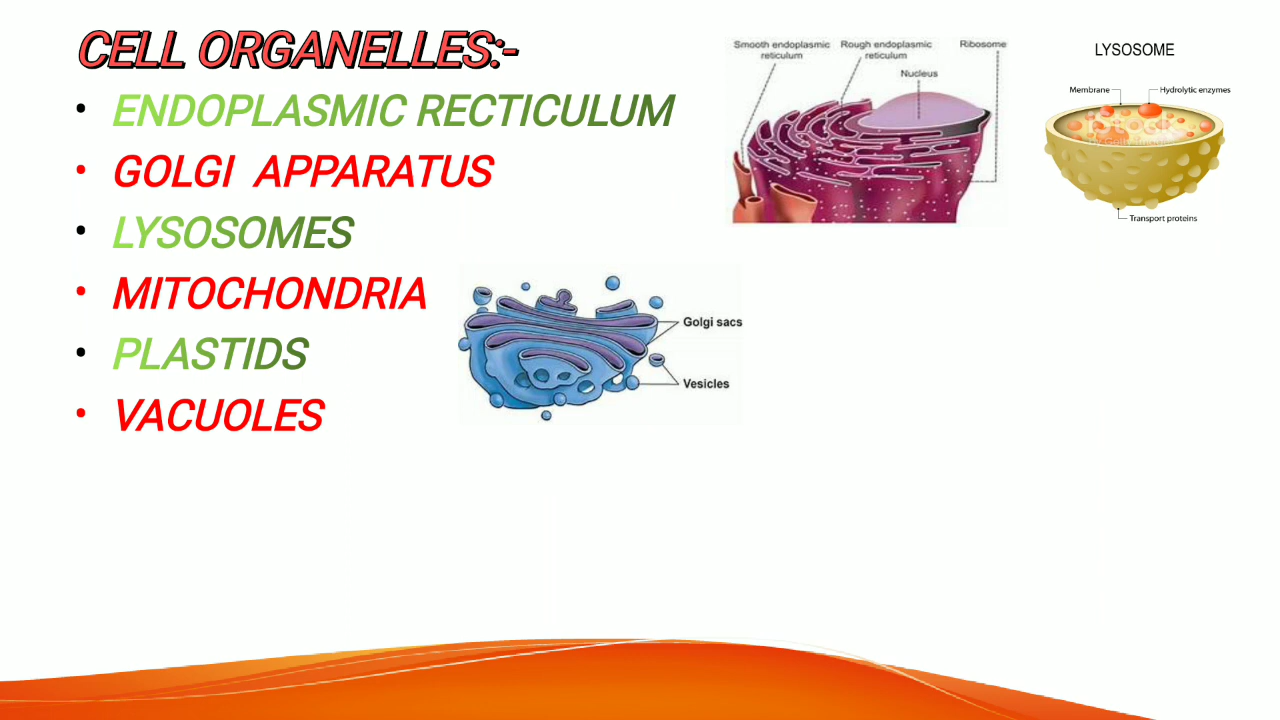 CELL ORGANELLES:-
• ENDOPLASMIC RECTICULUM
• GOLGI APPARATUS
• LYSOSOMES
• MITOCHONDRIA
• PLASTIDS
• VACUOLES
Smooth endoplasmic reticulum
Rough endoplasmic reticulum
Ribosome
Nucleus
LYSOSOME
Membrane
Hydrolytic enzymes
Transport proteins
Golgi sacs
Vesicles